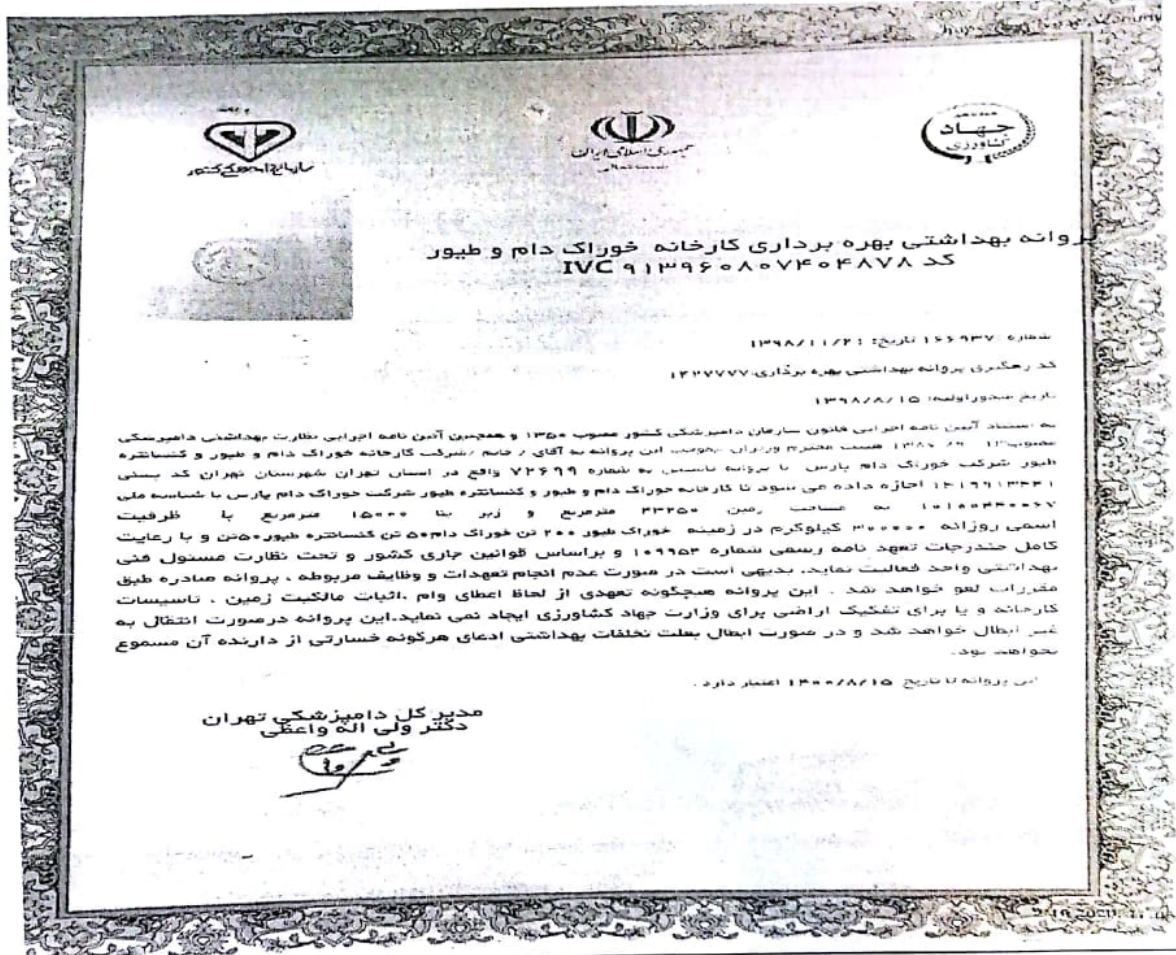 جهاد
کشاورزی
جمهوری اسلامی ایران
سازمان دامپزشکی کشور
پروانه بهداشتی بهره برداری کارخانه خوراک دام و طیور
کد IVC ۹۱۳۹۶۰۸۰۷۴۰۴۸۷۸
شماره: ۱۶۶۹۳۷ تاریخ: ۱۳۹۸/۱۱/۲۱
کد رهگیری پروانه بهداشتی بهره برداری: ۱۴۲۷۷۷۷
تاریخ صدور اولیه: ۱۳۹۸/۸/۱۵
به استناد آئین نامه اجرایی قانون سازمان دامپزشکی کشور مصوب ۱۳۵۰ و همچنین آئین نامه اجرایی نظارت بهداشتی دامپزشکی
مصوب ۱۳۸۷ هیئت محترم وزیران این پروانه به آقای / خانم /شرکت کارخانه خوراک دام و طیور و کنسانتره
طیور شرکت خوراک دام پارس با پروانه تاسیس به شماره ۷۲۶۹۹ واقع در استان تهران شهرستان تهران کد پستی
۱۴۱۹۹۱۳۴۴۱ اجازه داده می شود تا کارخانه خوراک دام و طیور و کنسانتره طیور شرکت خوراک دام پارس با شناسه ملی
۱۰۱۰۰۴۴۰۰۶۷ به مساحت زمین ۴۳۲۵۰ مترمربع و زیر بنا ۱۵۰۰۰ مترمربع با ظرفیت
اسمی روزانه ۳۰۰۰۰۰ کیلوگرم در زمینه خوراک طیور ۲۰۰ تن خوراک دام۵۰ تن کنسانتره طیور۵۰تن و با رعایت
کامل مندرجات تعهد نامه رسمی شماره ۱۰۹۹۵۴ و براساس قوانین جاری کشور و تحت نظارت مسئول فنی
بهداشتی واحد فعالیت نماید. بدیهی است در صورت عدم انجام تعهدات و وظایف مربوطه ، پروانه صادره طبق
مقررات لغو خواهد شد . این پروانه هیچگونه تعهدی از لحاظ اعطای وام ،اثبات مالکیت زمین ، تاسیسات
کارخانه و یا برای تفکیک اراضی برای وزارت جهاد کشاورزی ایجاد نمی نماید.این پروانه درصورت انتقال به
غیر ابطال خواهد شد و در صورت ابطال بعلت تخلفات بهداشتی ادعای هرگونه خسارتی از دارنده آن مسموع
نخواهد بود.
این پروانه تا تاریخ ۱۴۰۰/۸/۱۵ اعتبار دارد .
مدیر کل دامپزشکی تهران
دکتر ولی اله واعظی